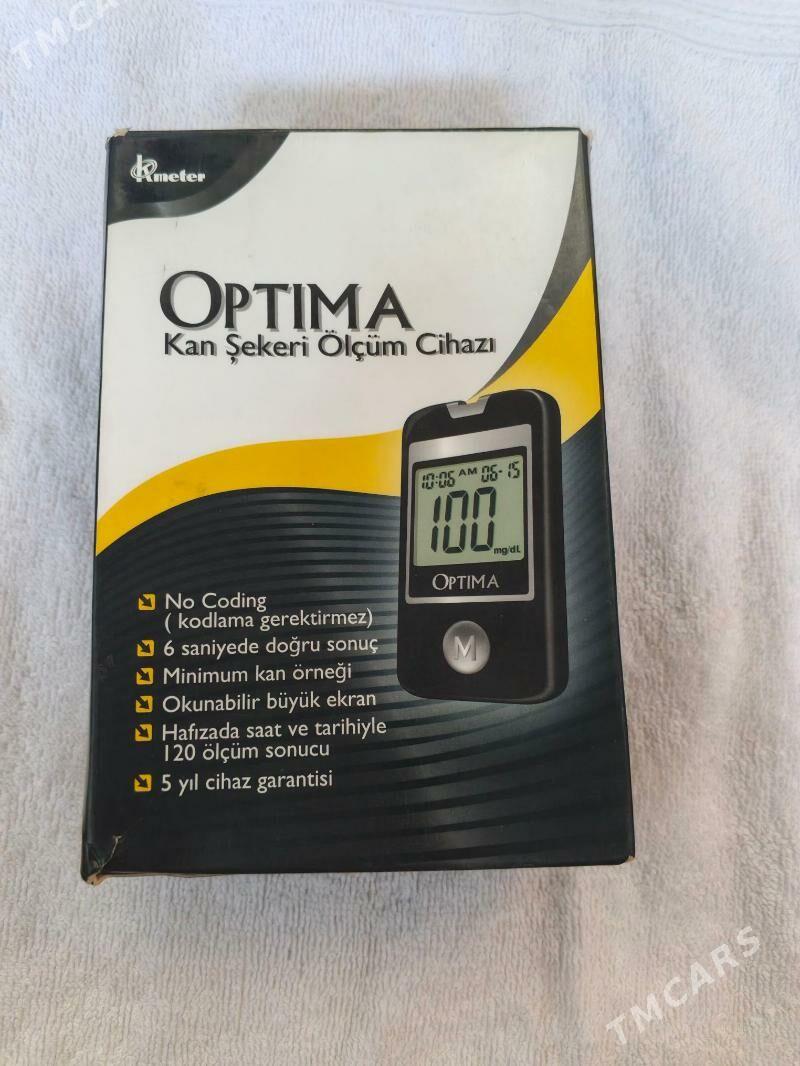 TMCARS
Kmeter
OPTIMA
Kan Şekeri Ölçüm Cihazı
10:06 AM 06-15
100
mg/dL
OPTIMA
M
No Coding
( kodlama gerektirmez)
6 saniyede doğru sonuç
Minimum kan örneği
Okunabilir büyük ekran
Hafızada saat ve tarihiyle
120 ölçüm sonucu
5 yıl cihaz garantisi
TMCARS